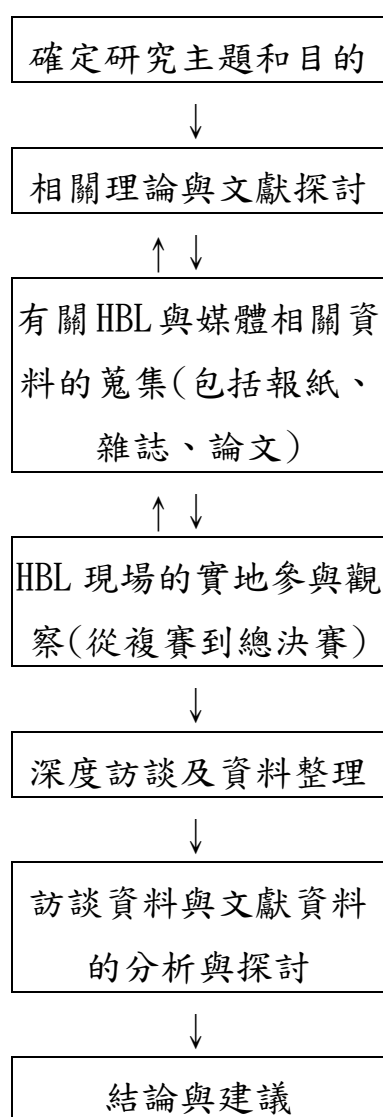 確定研究主題和目的
↓
相關理論與文獻探討
↑ ↓
有關HBL與媒體相關資
料的蒐集(包括報紙、
雜誌、論文)
↑ ↓
HBL 現場的實地參與觀
察(從複賽到總決賽)
↓
深度訪談及資料整理
↓
訪談資料與文獻資料
的分析與探討
↓
結論與建議